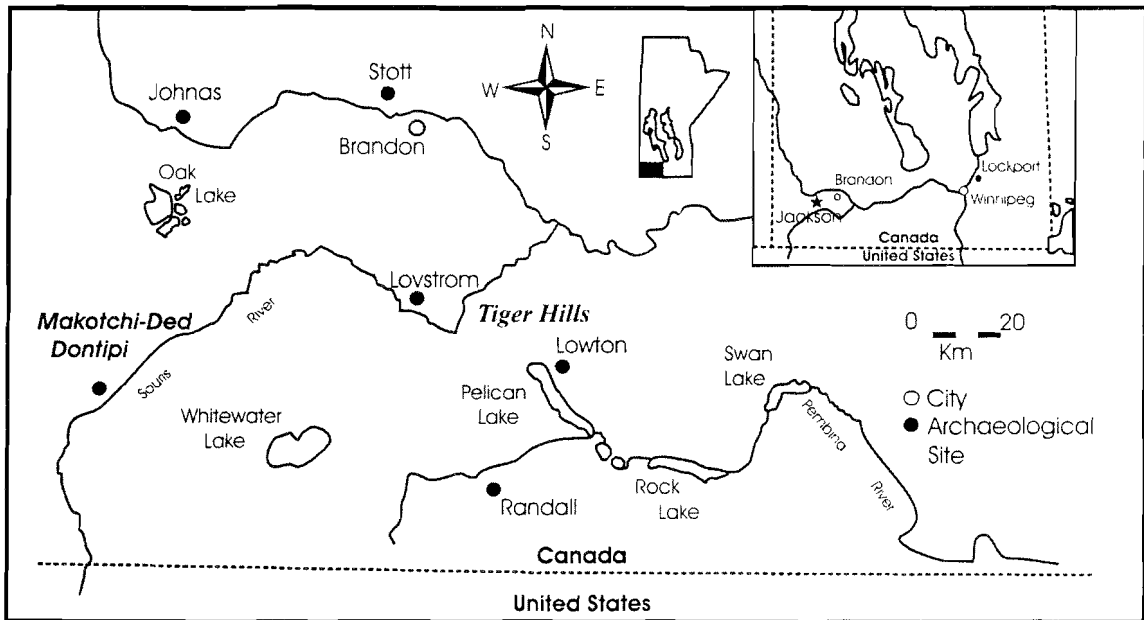 N
W
E
S
Stott
Johnas
Brandon
Oak
Lake
Lovstrom
Tiger Hills
River
Souris
Makotchi-Ded
Dontipi
Whitewater
Lake
Lowton
Pelican
Lake
Swan
Lake
Pembina
River
Rock
Lake
Randall
Canada
United States
Lockport
Brandon
Winnipeg
Jackson
Canada
United States
0 20
Km
City
Archaeological
Site